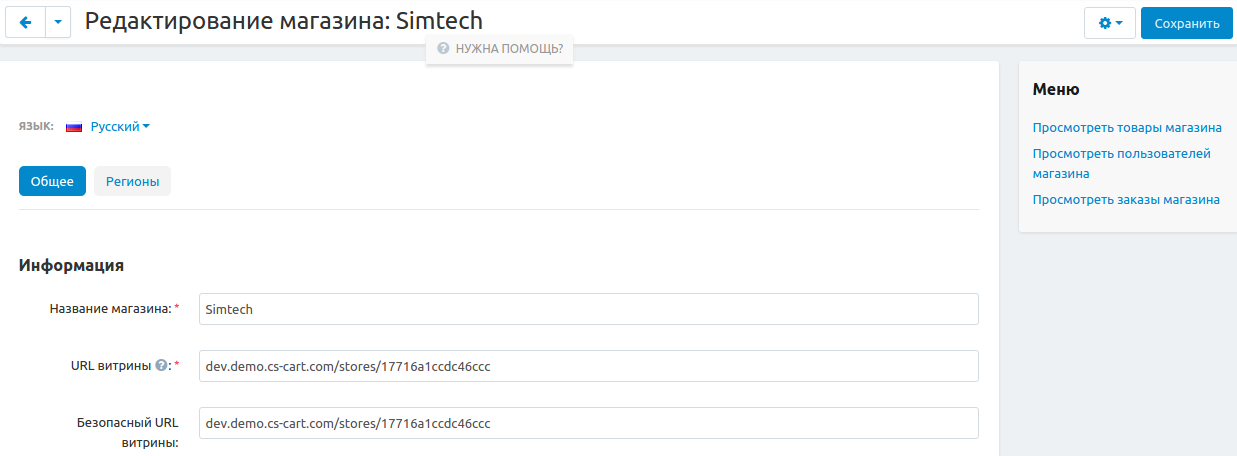 Редактирование магазина: Simtech
Сохранить
НУЖНА ПОМОЩЬ?
ЯЗЫК: Русский
Общее Регионы
Информация
Название магазина: * Simtech
URL витрины ?: * dev.demo.cs-cart.com/stores/17716a1ccdc46ccc
Безопасный URL
витрины: dev.demo.cs-cart.com/stores/17716a1ccdc46ccc
Меню
Просмотреть товары магазина
Просмотреть пользователей
магазина
Просмотреть заказы магазина